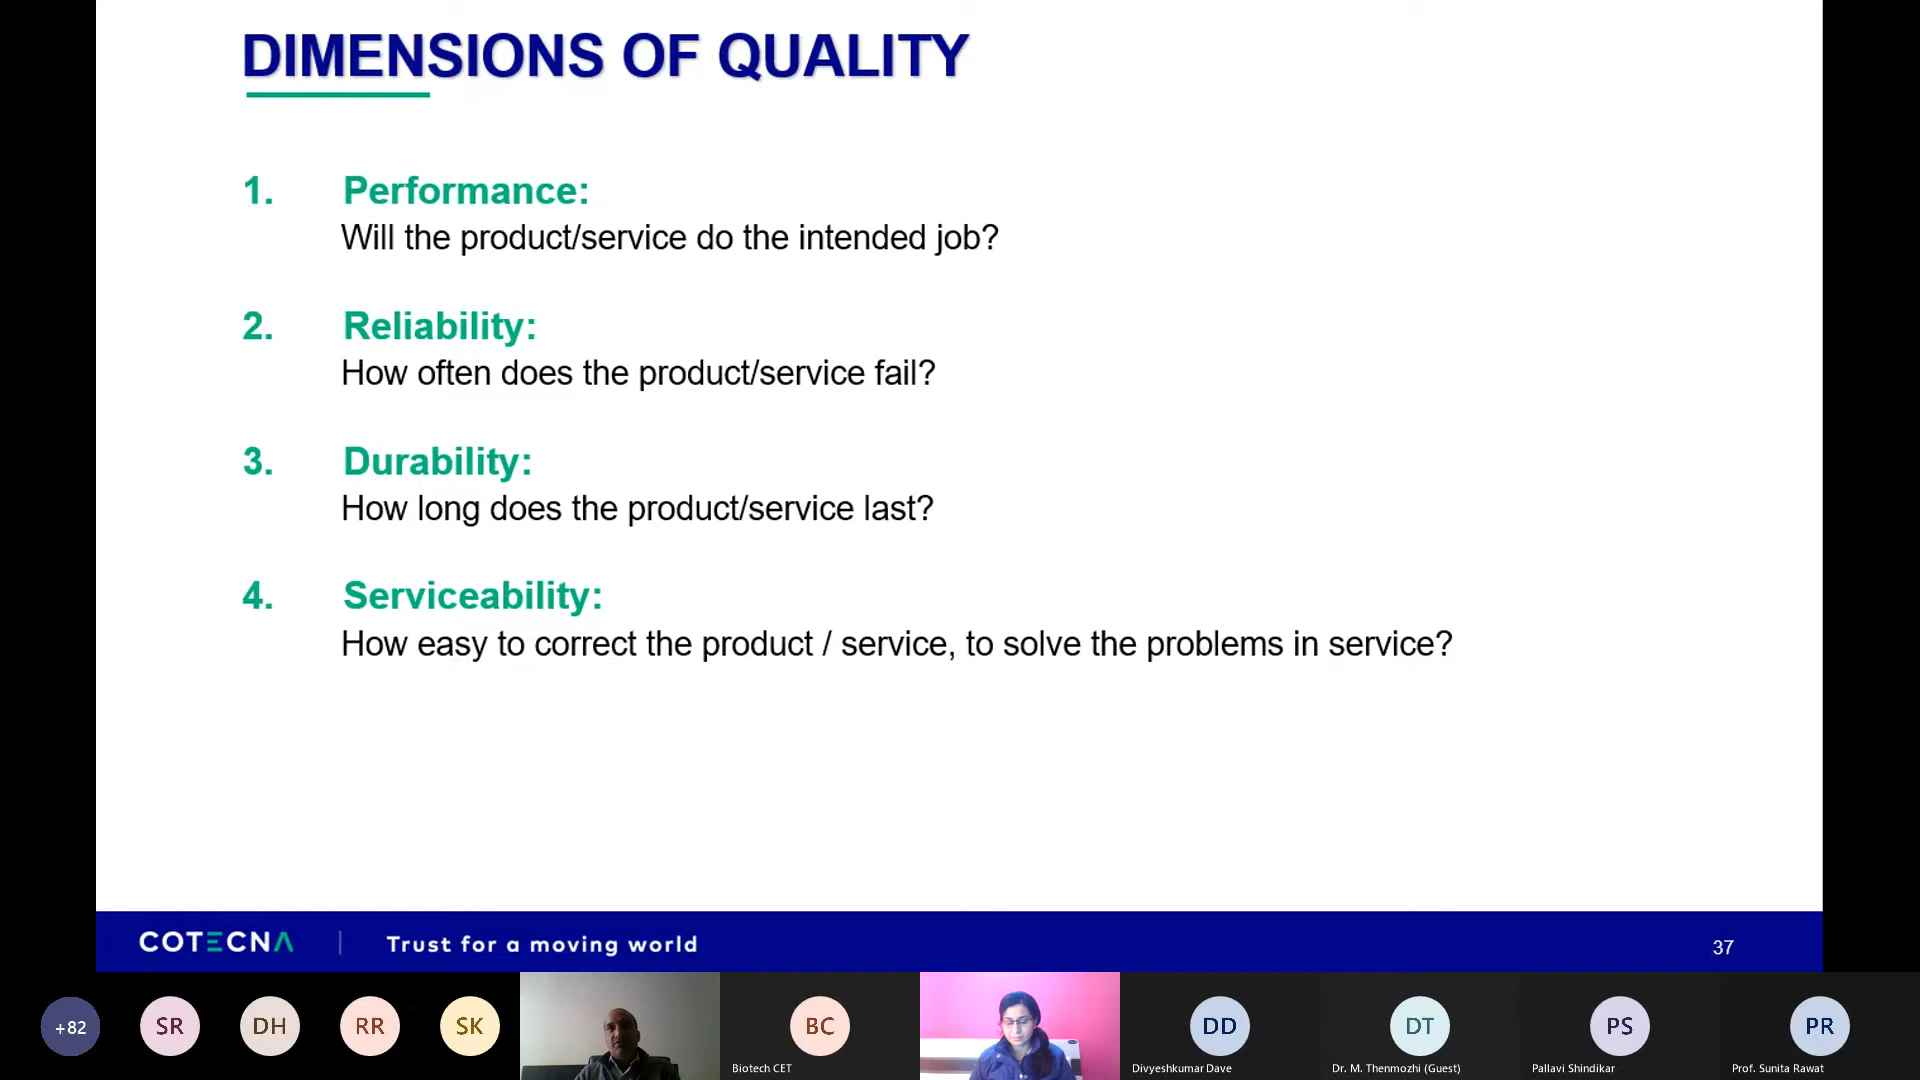 DIMENSIONS OF QUALITY
1. Performance:
Will the product/service do the intended job?
2. Reliability:
How often does the product/service fail?
3. Durability:
How long does the product/service last?
4. Serviceability:
How easy to correct the product / service, to solve the problems in service?
COTECNA | Trust for a moving world 37
+82 SR DH RR SK BC DD DT PS PR
Biotech CET Divyeshkumar Dave Dr. M. Thenmozhi (Guest) Pallavi Shindikar Prof. Sunita Rawat